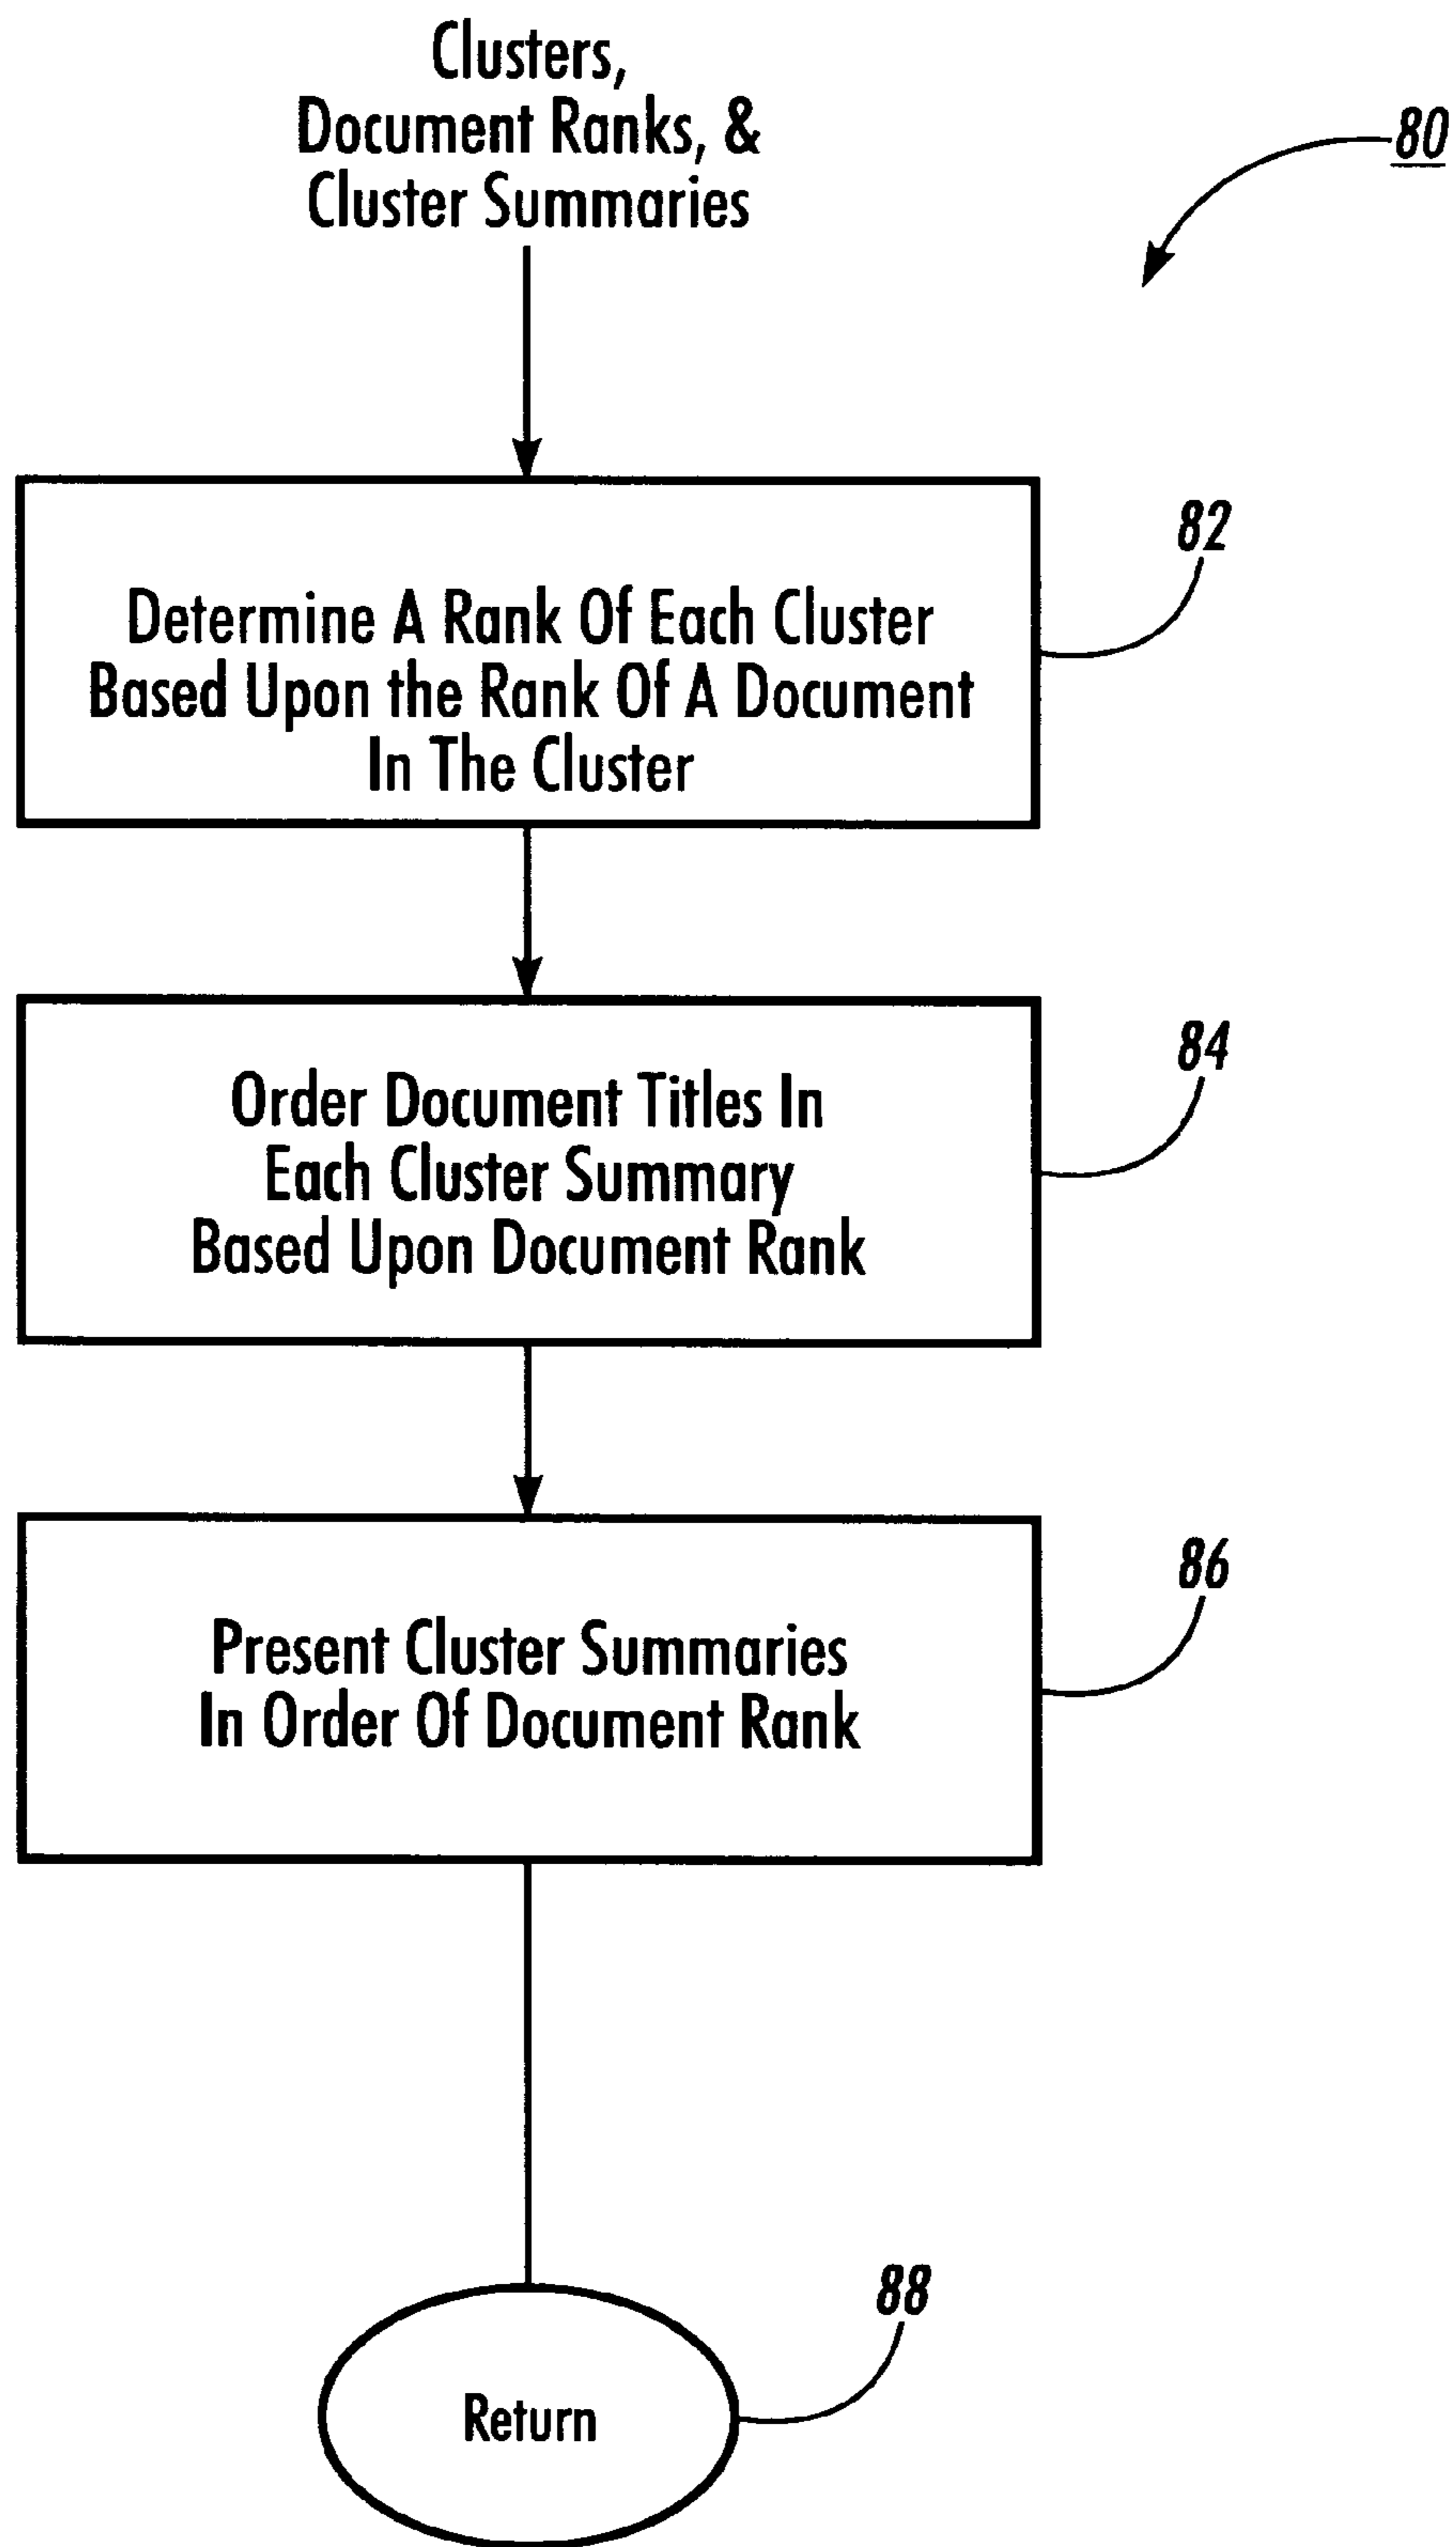 Clusters,
Document Ranks, &
Cluster Summaries
80
82
Determine A Rank Of Each Cluster
Based Upon the Rank Of A Document
In The Cluster
84
Order Document Titles In
Each Cluster Summary
Based Upon Document Rank
86
Present Cluster Summaries
In Order Of Document Rank
88
Return